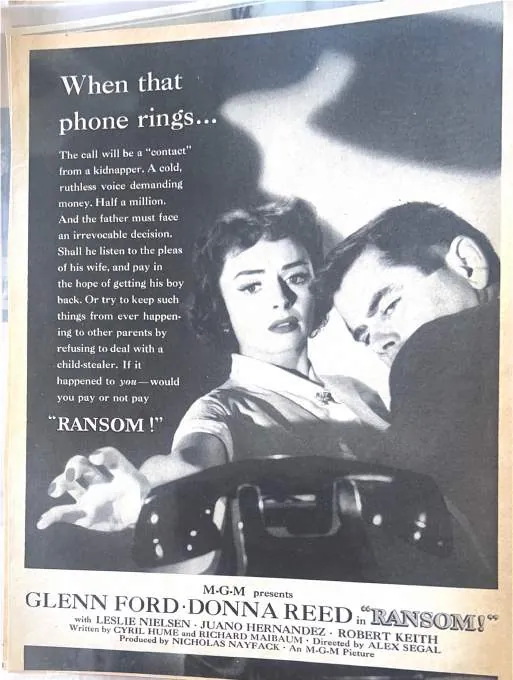 When that
phone rings...
The call will be a "contact"
from a kidnapper. A cold,
ruthless voice demanding
money. Half a million.
And the father must face
an irrevocable decision.
Shall he listen to the pleas
of his wife, and pay in
the hope of getting his boy
back. Or try to keep such
things from ever happen-
ing to other parents by
refusing to deal with a
child-stealer. If it
happened to you—would
you pay or not pay
"RANSOM!"
M-G-M presents
GLENN FORD · DONNA REED in "RANSOM!"
with LESLIE NIELSEN · JUANO HERNANDEZ · ROBERT KEITH
Written by CYRIL HUME and RICHARD MAIBAUM · Directed by ALEX SEGAL
Produced by NICHOLAS NAYFACK · An M-G-M Picture